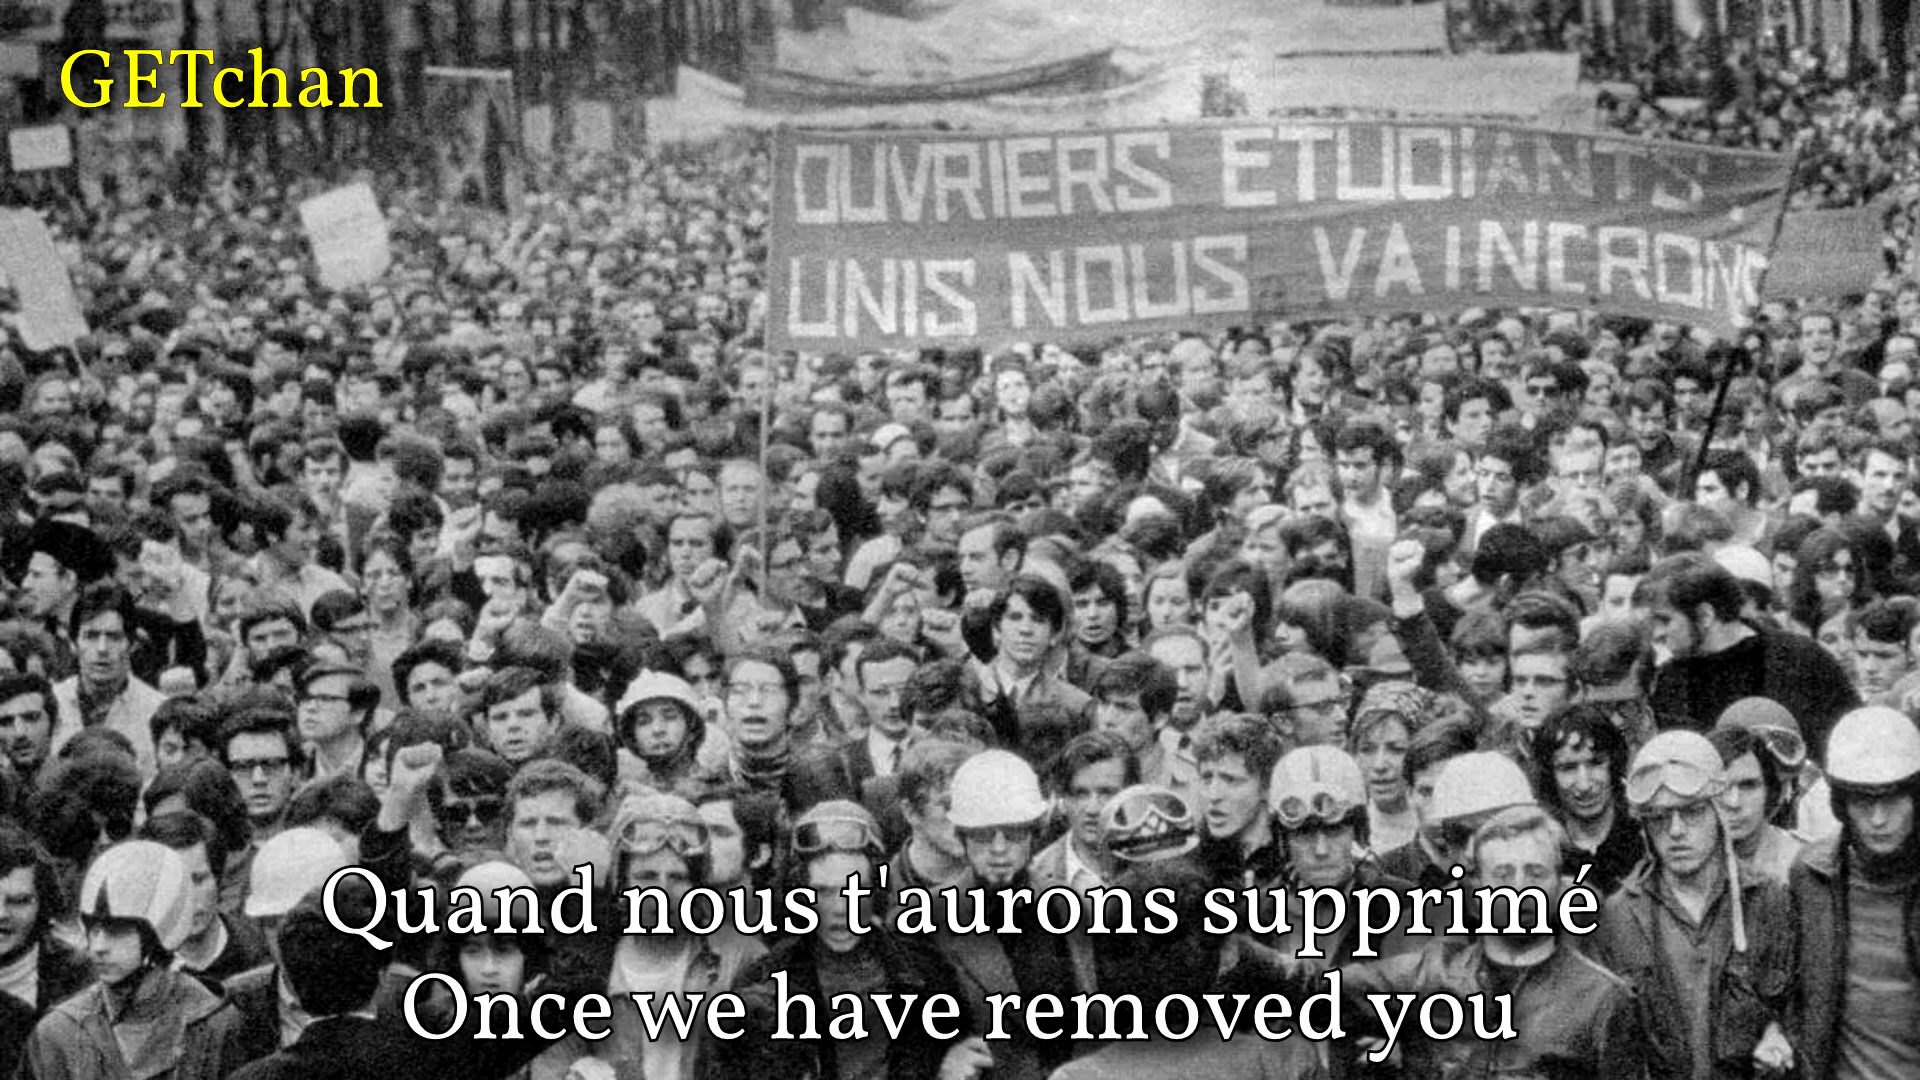 GETchan
OUVRIERS ETUDIANTS
UNIS NOUS VAINCRONS
Quand nous t'aurons supprimé
Once we have removed you